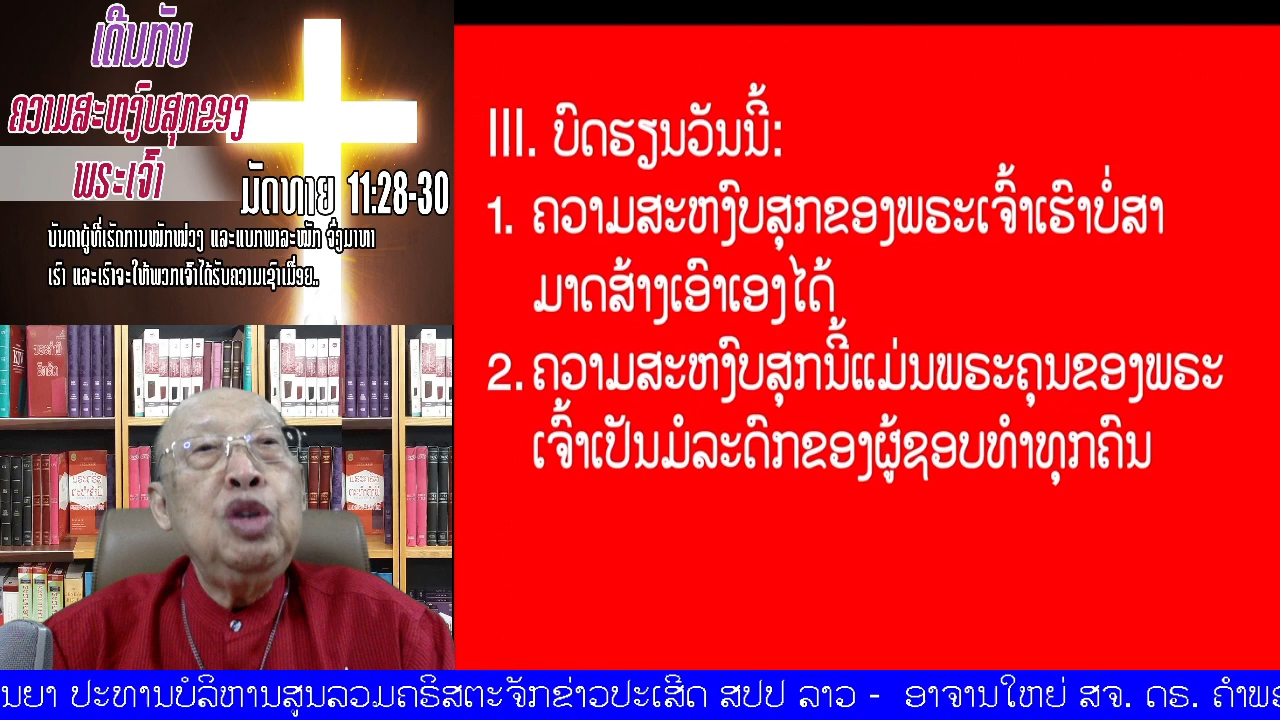 ເດີນກັບ
ຄວາມສະຫງົບສຸກຂອງ
ພຣະເຈົ້າ
ມັດທາຍ 11:28-30
ບັນດາຜູ້ທີ່ເຮັດການໜັກໜ່ວງ ແລະແບກພາລະໜັກ ຈົ່ງມາຫາ
ເຮົາ ແລະເຮົາຈະໃຫ້ພວກເຈົ້າໄດ້ຮັບຄວາມເຊົາເມື່ອຍ..
III. ບົດຮຽນວັນນີ້:
1. ຄວາມສະຫງົບສຸກຂອງພຣະເຈົ້າເຮົາບໍ່ສາ
ມາດສ້າງເອົາເອງໄດ້
2. ຄວາມສະຫງົບສຸກນີ້ແມ່ນພຣະຄຸນຂອງພຣະ
ເຈົ້າເປັນມໍລະດົກຂອງຜູ້ຊອບທຳທຸກຄົນ
ນຍາ ປະທານບໍລິຫານສູນລວມຄຣິສຕະຈັກຂ່າວປະເສີດ ສປປ ລາວ - ອາຈານໃຫຍ່ ສຈ. ດຣ. ຄຳພອ